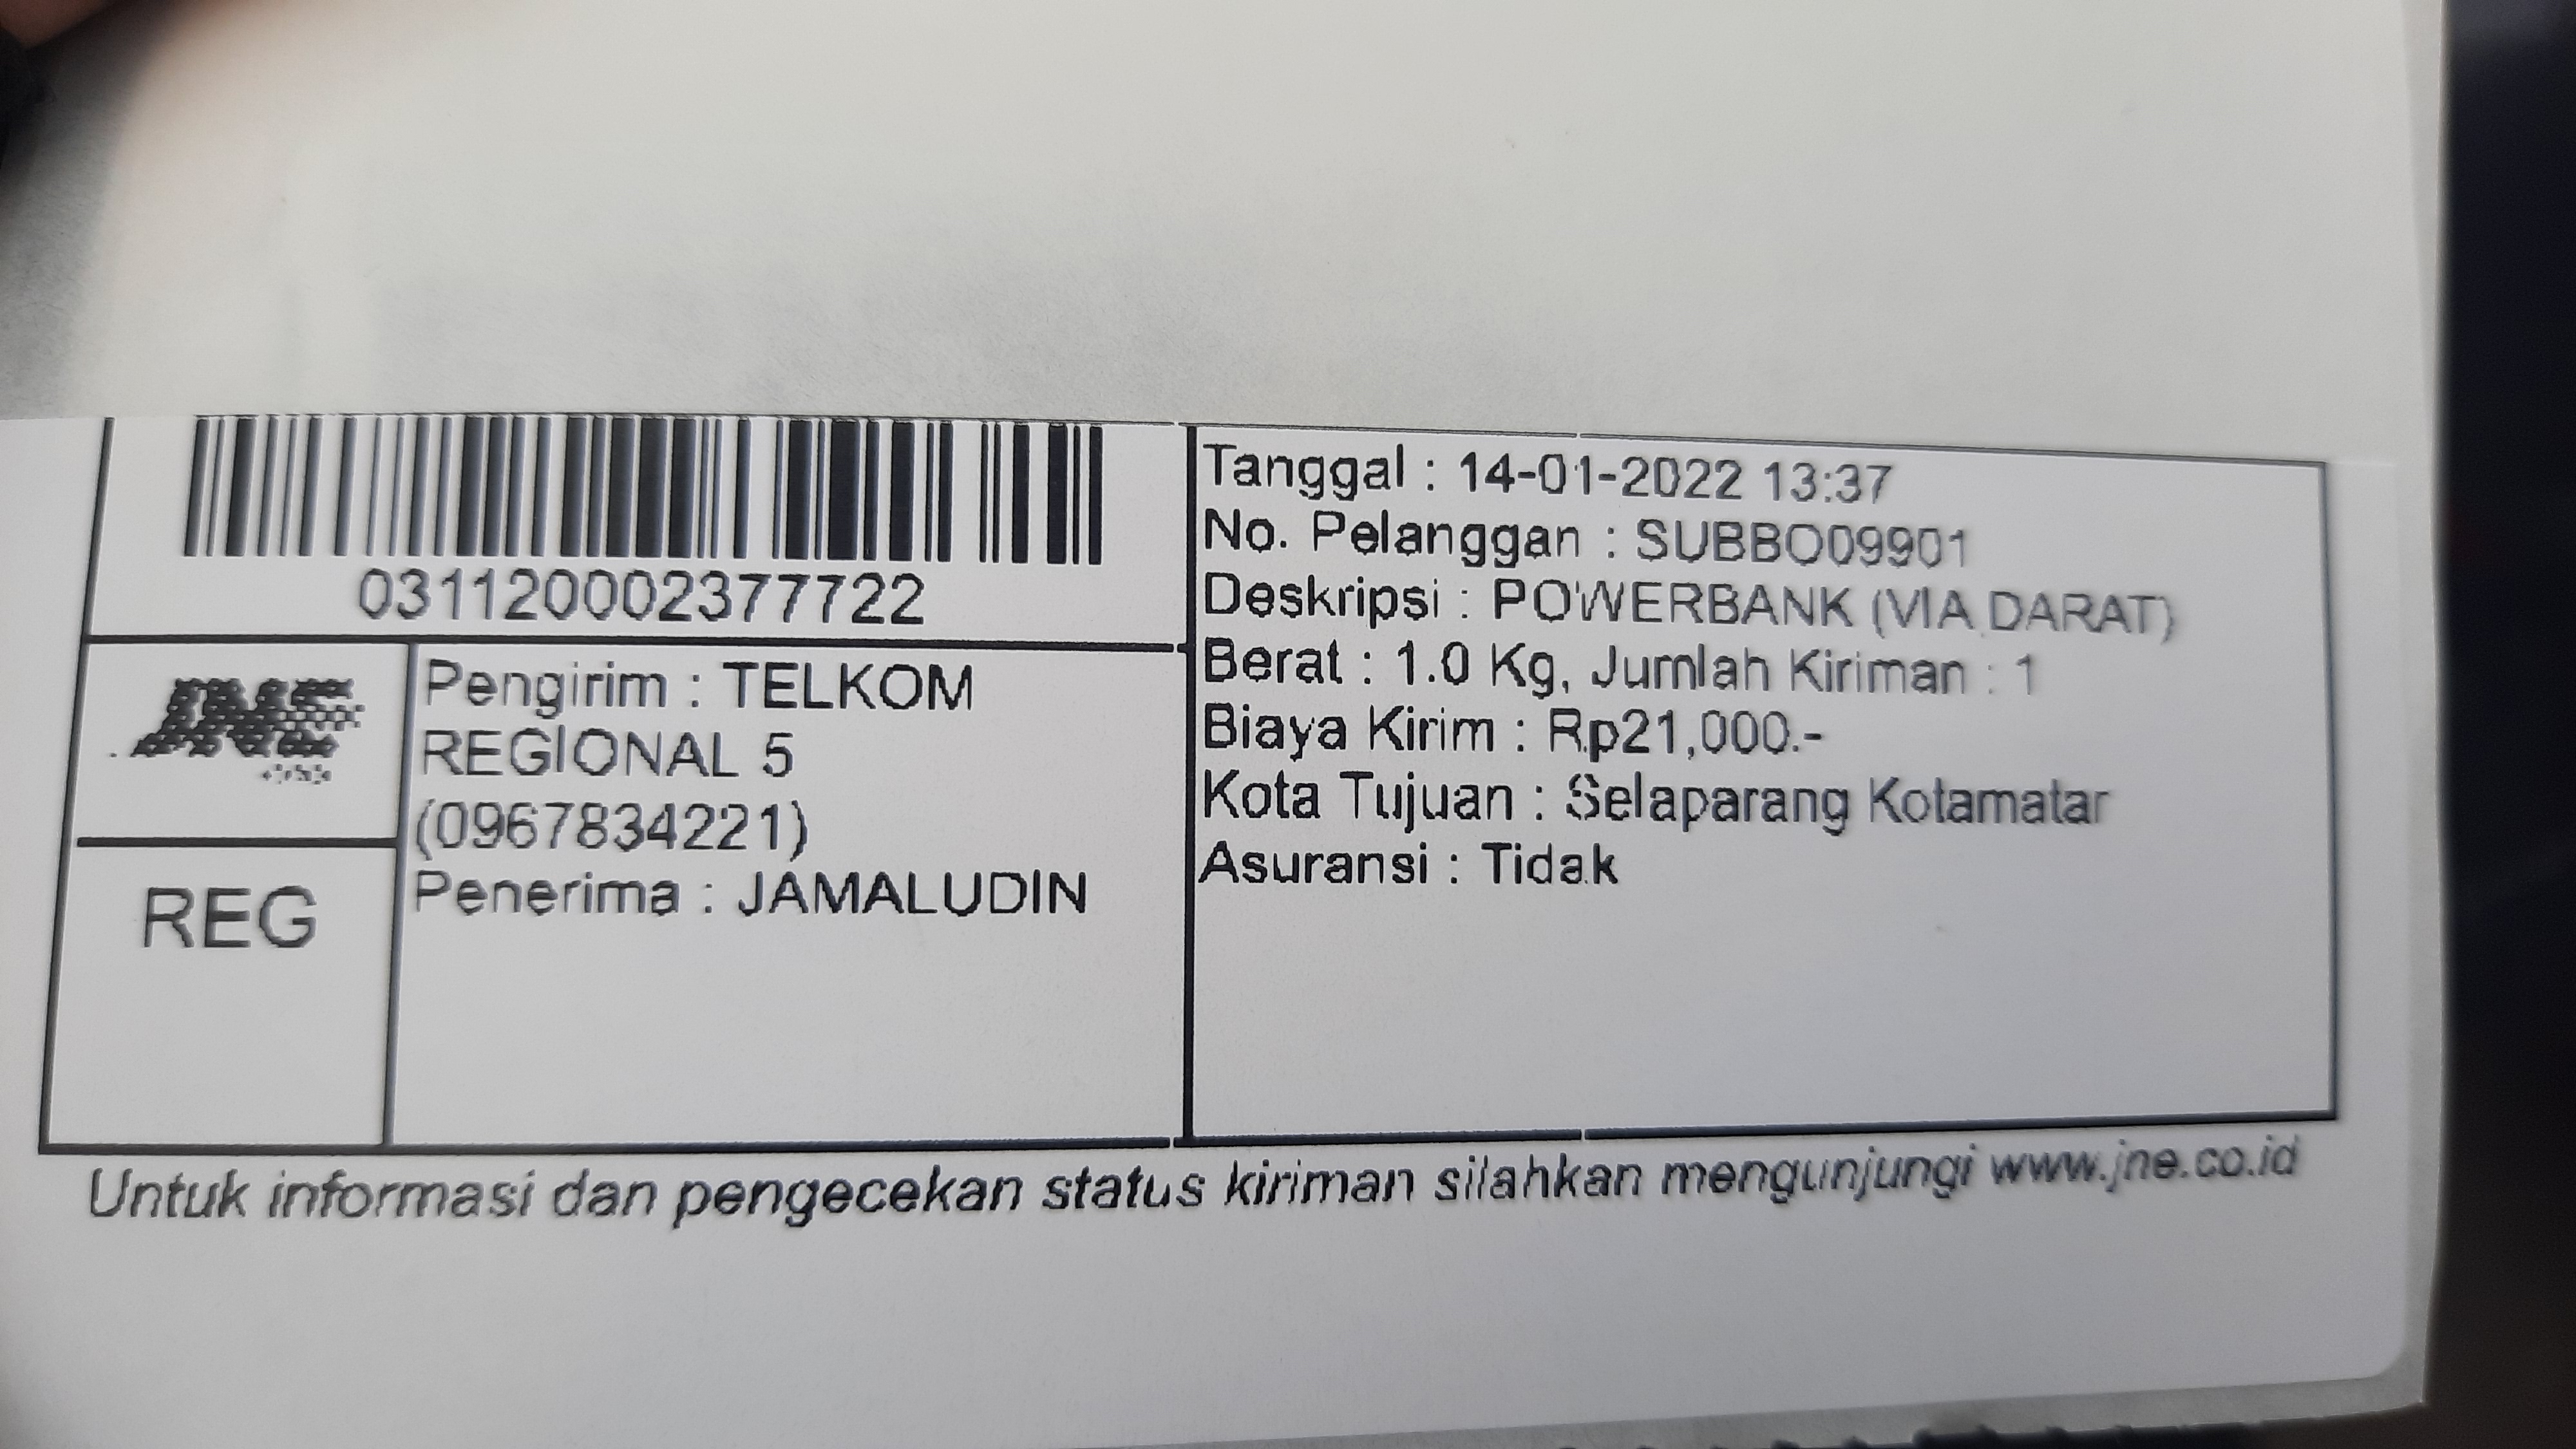 031120002377722
JNE
REG
Pengirim : TELKOM
REGIONAL 5
(0967834221)
Penerima : JAMALUDIN
Tanggal : 14-01-2022 13:37
No. Pelanggan : SUBBO09901
Deskripsi : POWERBANK (VIA DARAT)
Berat : 1.0 Kg, Jumlah Kiriman : 1
Biaya Kirim : Rp21,000.-
Kota Tujuan : Selaparang Kotamatar
Asuransi : Tidak
Untuk informasi dan pengecekan status kiriman silahkan mengunjungi www.jne.co.id